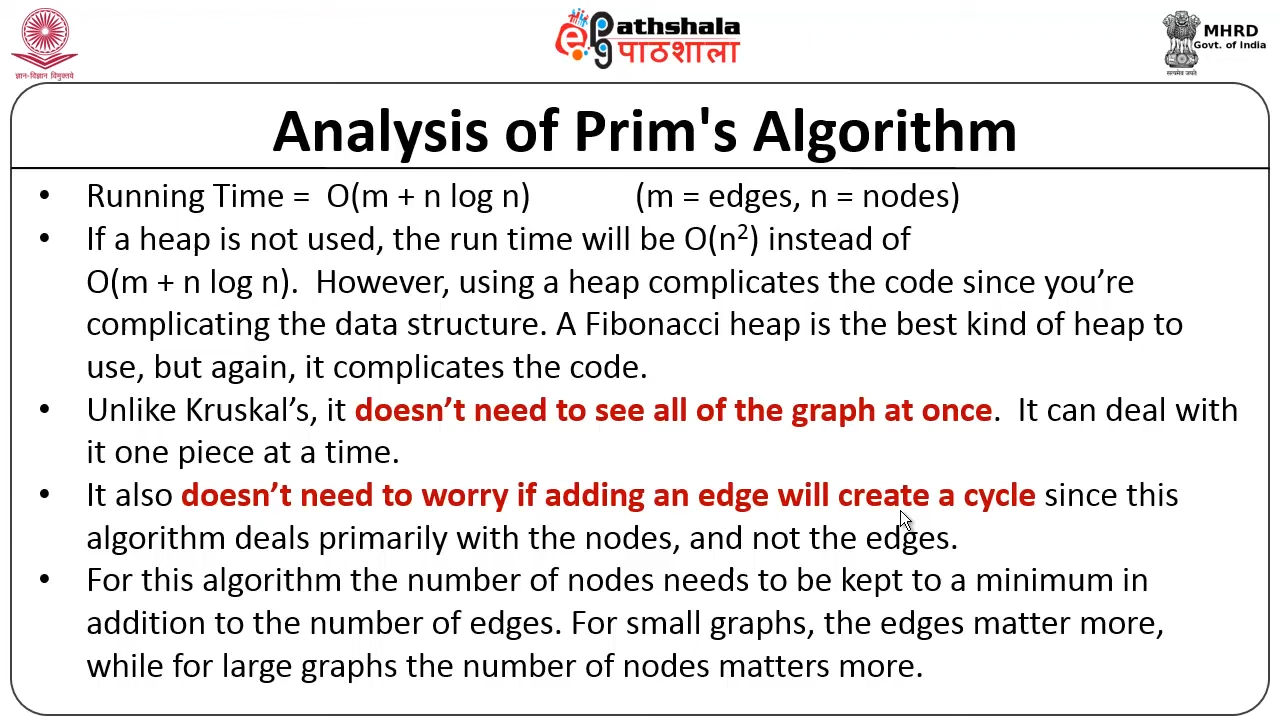 ज्ञान-विज्ञान विमुक्तये
ePg Pathshala
पाठशाला
MHRD
Govt. of India
सत्यमेव जयते
Analysis of Prim's Algorithm
• Running Time = O(m + n log n) (m = edges, n = nodes)
• If a heap is not used, the run time will be O(n²) instead of
O(m + n log n). However, using a heap complicates the code since you’re
complicating the data structure. A Fibonacci heap is the best kind of heap to
use, but again, it complicates the code.
• Unlike Kruskal’s, it doesn’t need to see all of the graph at once. It can deal with
it one piece at a time.
• It also doesn’t need to worry if adding an edge will create a cycle since this
algorithm deals primarily with the nodes, and not the edges.
• For this algorithm the number of nodes needs to be kept to a minimum in
addition to the number of edges. For small graphs, the edges matter more,
while for large graphs the number of nodes matters more.